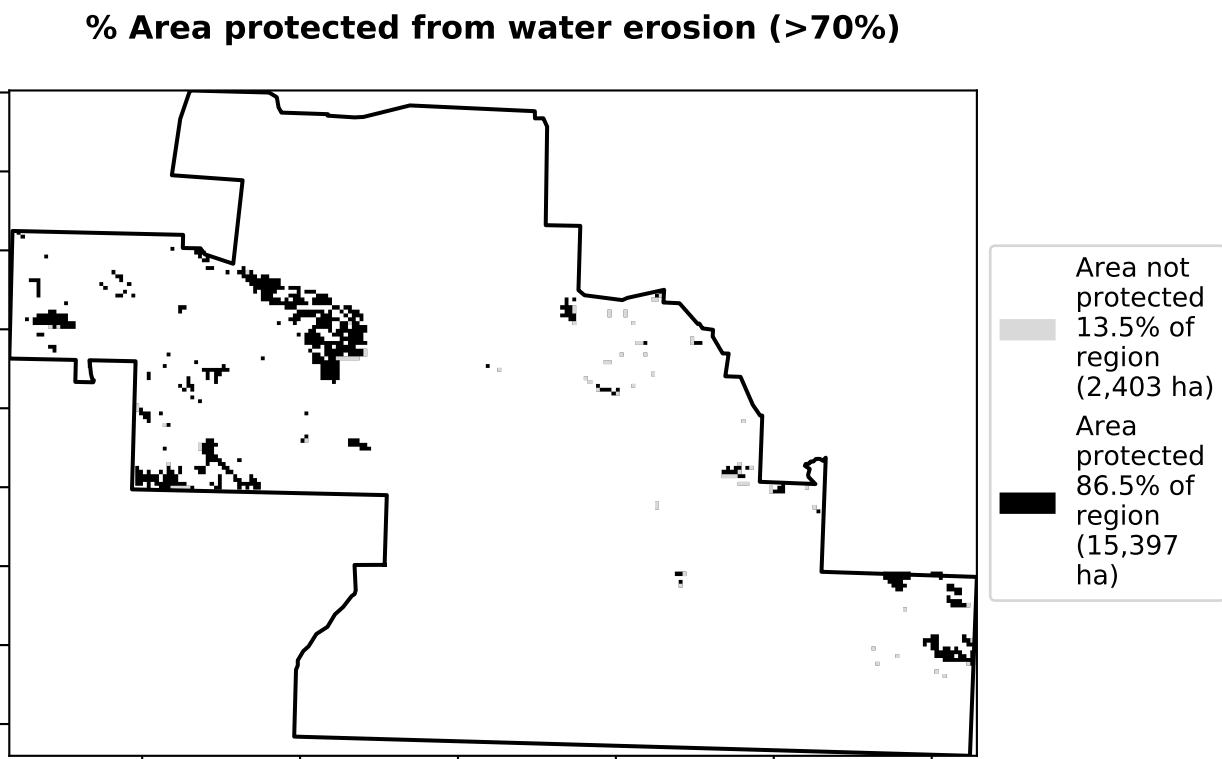 % Area protected from water erosion (>70%)
Area not
protected
13.5% of
region
(2,403 ha)
Area
protected
86.5% of
region
(15,397
ha)